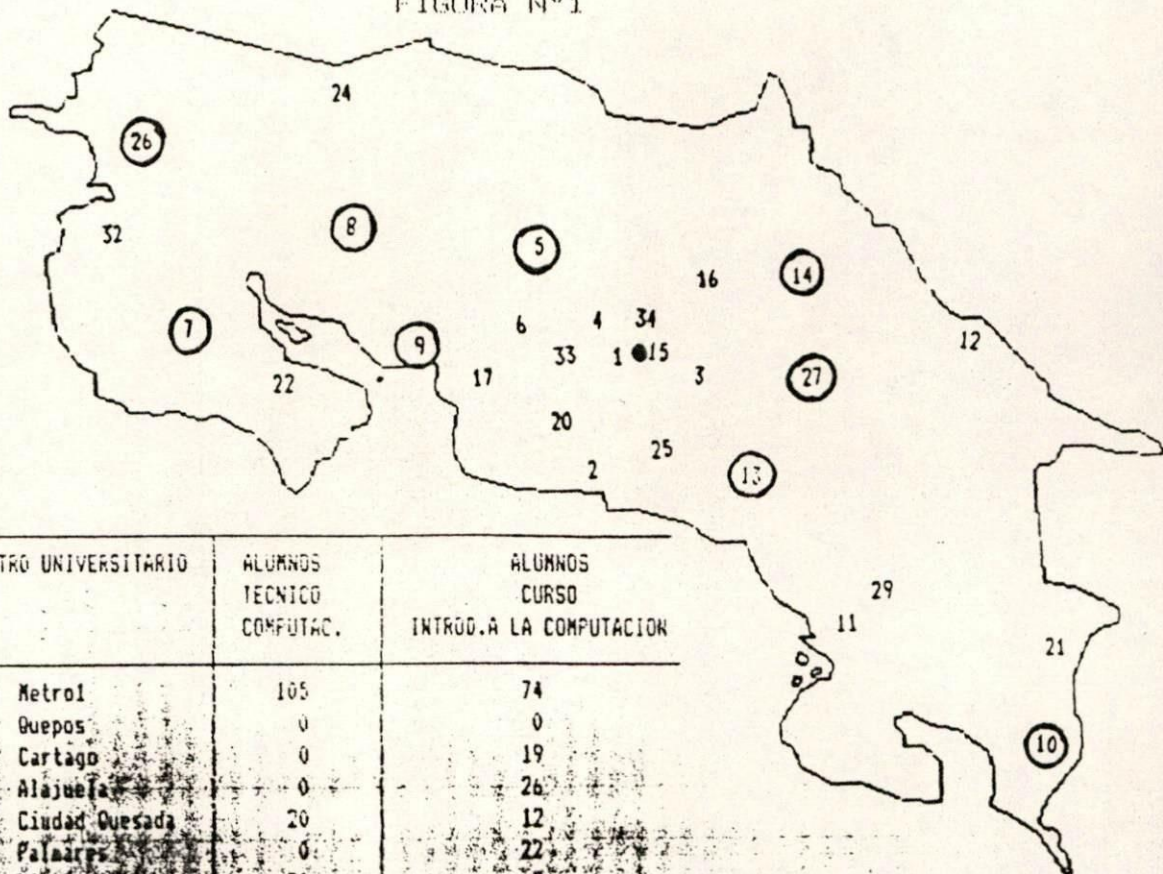 FIGURA N°1
24
26
32
8
5
16
14
7
6
4
34
9
33
1
15
12
22
17
3
27
20
25
2
13
29
11
21
10
TRO UNIVERSITARIO ALUMNOS ALUMNOS
TECNICO CURSO
COMPUTAC. INTROD.A LA COMPUTACION
Metro1 105 74
Quepos 0 0
Cartago 0 19
Alajuela 0 26
Ciudad Quesada 20 12
Palmares 0 22